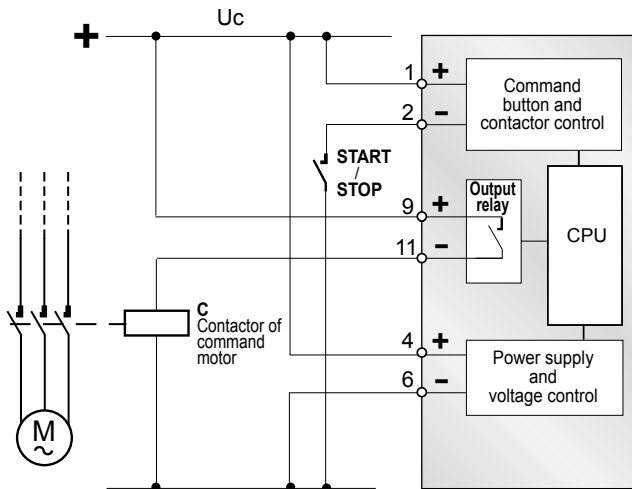 + Uc
1 +
2 −
Command
button and
contactor control
START
/
STOP
Output
relay
9 +
11 −
CPU
C
Contactor of
command
motor
4 +
6 −
Power supply
and
voltage control
M
~